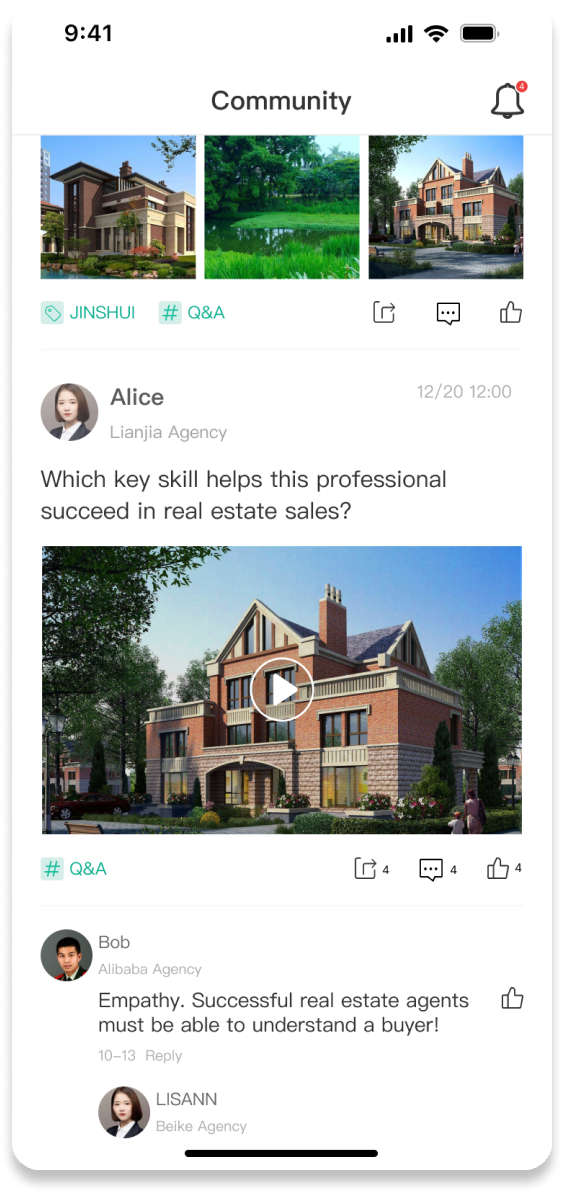 9:41
Community
4
JINSHUI
# Q&A
Alice
12/20 12:00
Lianjia Agency
Which key skill helps this professional
succeed in real estate sales?
# Q&A
4
4
4
Bob
Alibaba Agency
Empathy. Successful real estate agents
must be able to understand a buyer!
10–13 Reply
LISANN
Beike Agency